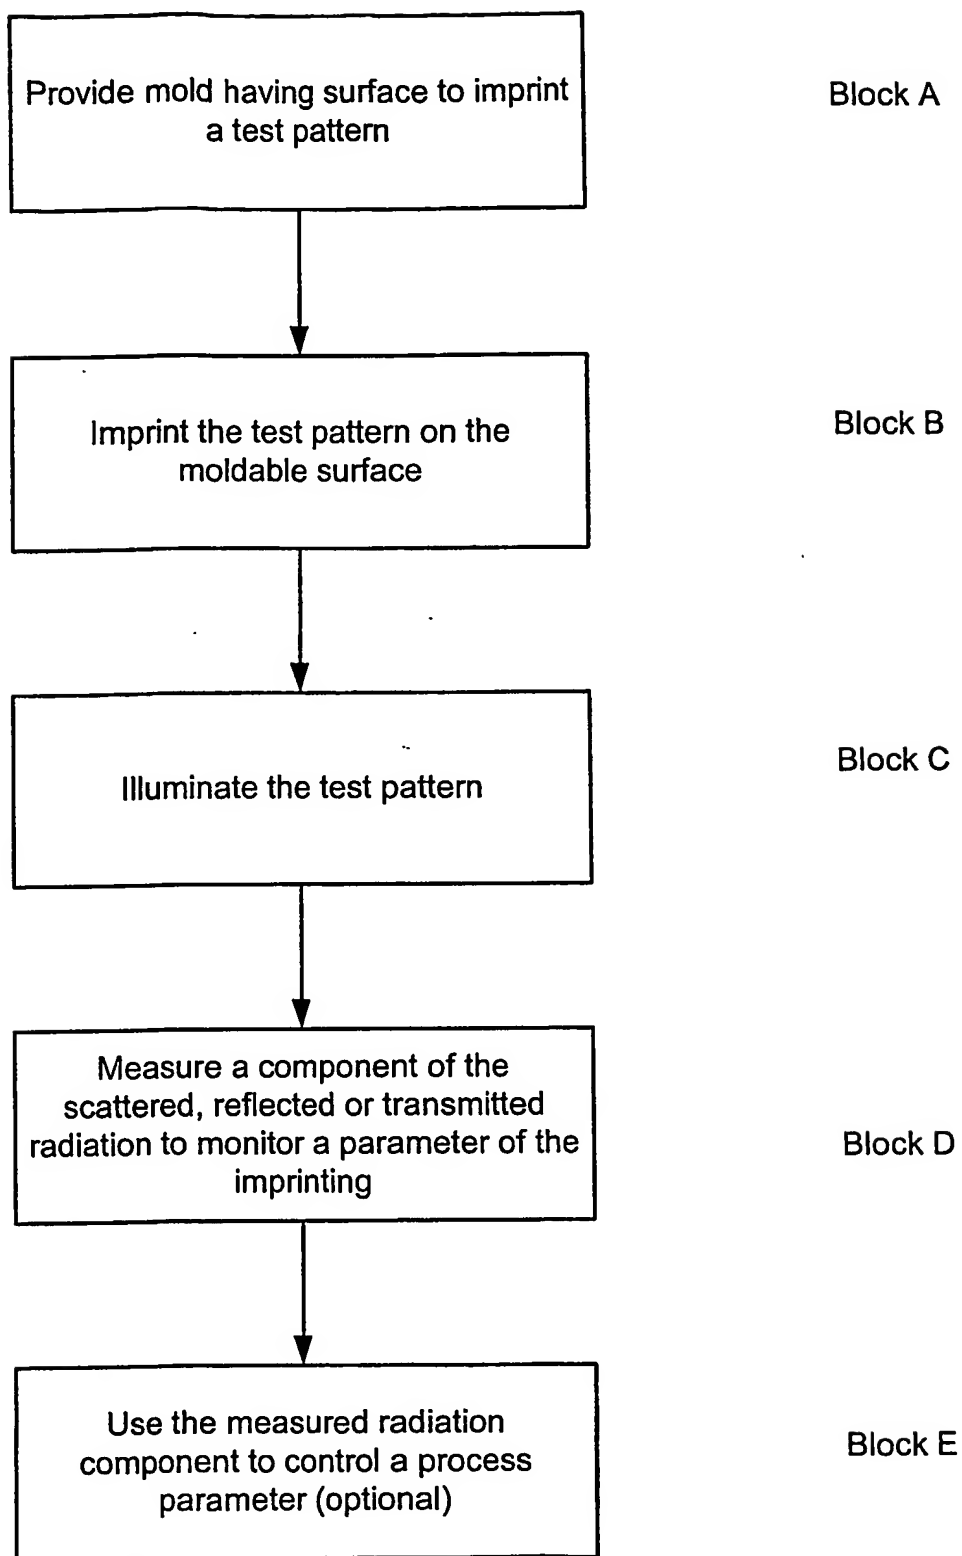 Provide mold having surface to imprint
a test pattern
Block A
Imprint the test pattern on the
moldable surface
Block B
Illuminate the test pattern
Block C
Measure a component of the
scattered, reflected or transmitted
radiation to monitor a parameter of the
imprinting
Block D
Use the measured radiation
component to control a process
parameter (optional)
Block E